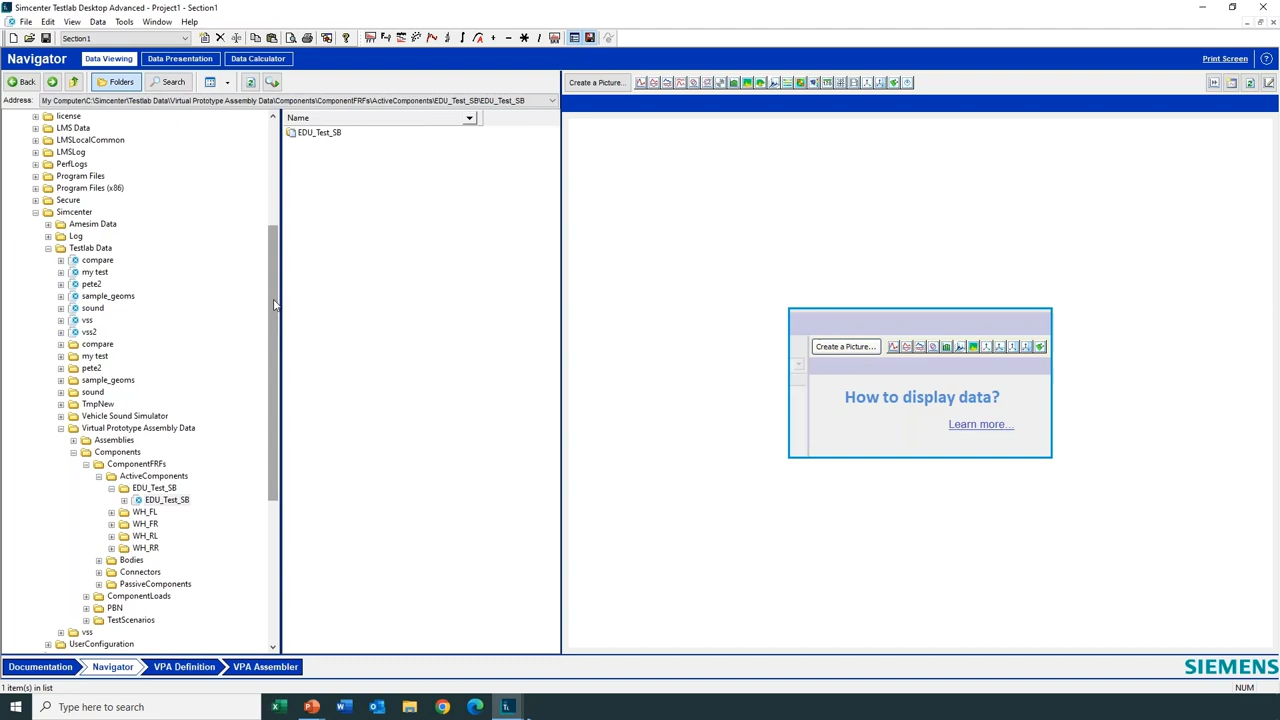 Simcenter Testlab Desktop Advanced - Project1 - Section1
File Edit View Data Tools Window Help
Section1
Navigator Data Viewing Data Presentation Data Calculator Print Screen
Back Folders Search Create a Picture...
Address: My Computer\C:\Simcenter\Testlab Data\Virtual Prototype Assembly Data\Components\ComponentFRFs\ActiveComponents\EDU_Test_SB\EDU_Test_SB
license
LMS Data
LMSLocalCommon
LMSLog
PerfLogs
Program Files
Program Files (x86)
Secure
Simcenter
Amesim Data
Log
Testlab Data
compare
my test
pete2
sample_geoms
sound
vss
vss2
compare
my test
pete2
sample_geoms
sound
TmpNew
Vehicle Sound Simulator
Virtual Prototype Assembly Data
Assemblies
Components
ComponentFRFs
ActiveComponents
EDU_Test_SB
EDU_Test_SB
WH_FL
WH_FR
WH_RL
WH_RR
Bodies
Connectors
PassiveComponents
ComponentLoads
PBN
TestScenarios
vss
UserConfiguration
Name
EDU_Test_SB
Create a Picture...
How to display data?
Learn more...
Documentation Navigator VPA Definition VPA Assembler
SIEMENS
1 item(s) in list
NUM
Type here to search